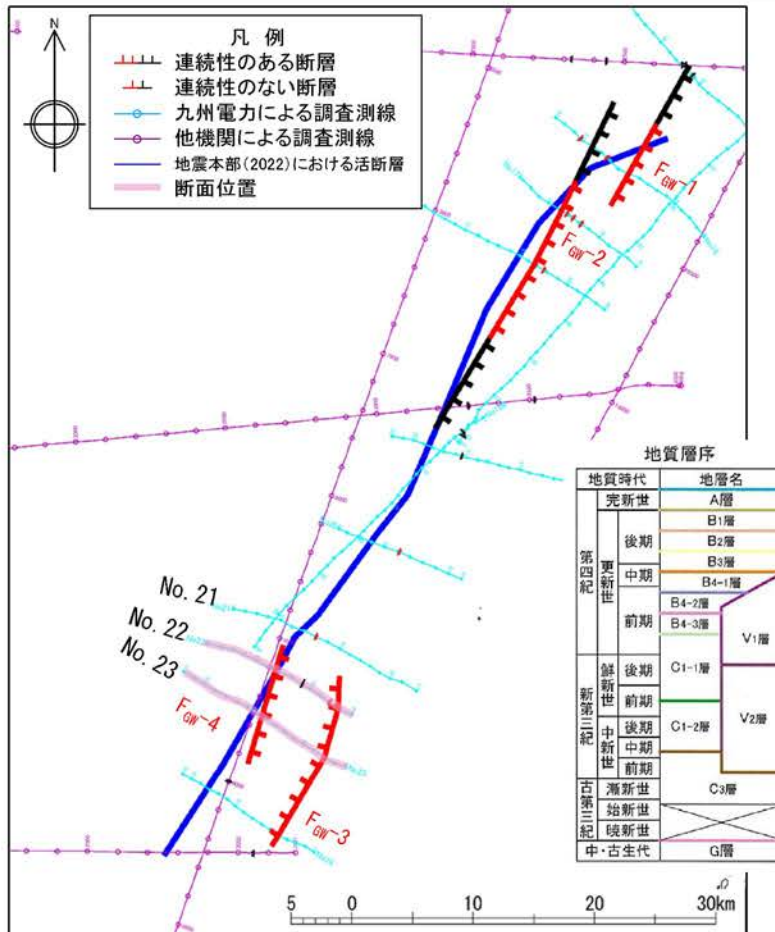 N
凡 例
連続性のある断層
連続性のない断層
九州電力による調査測線
他機関による調査測線
地震本部(2022)における活断層
断面位置
F GW-1
F GW-2
No. 21
No. 22
No. 23
F GW-4
F GW-3
地質層序
地質時代 地層名
第四紀 完新世 A層
更新世 後期 B1層
B2層
B3層
中期 B4-1層
前期 B4-2層
B4-3層
V1層
新第三紀 鮮新世 後期 C1-1層
前期
中新世 後期 C1-2層 V2層
中期
前期
古第三紀 漸新世 C3層
始新世
暁新世
中・古生代 G層
5 0 10 20 30km